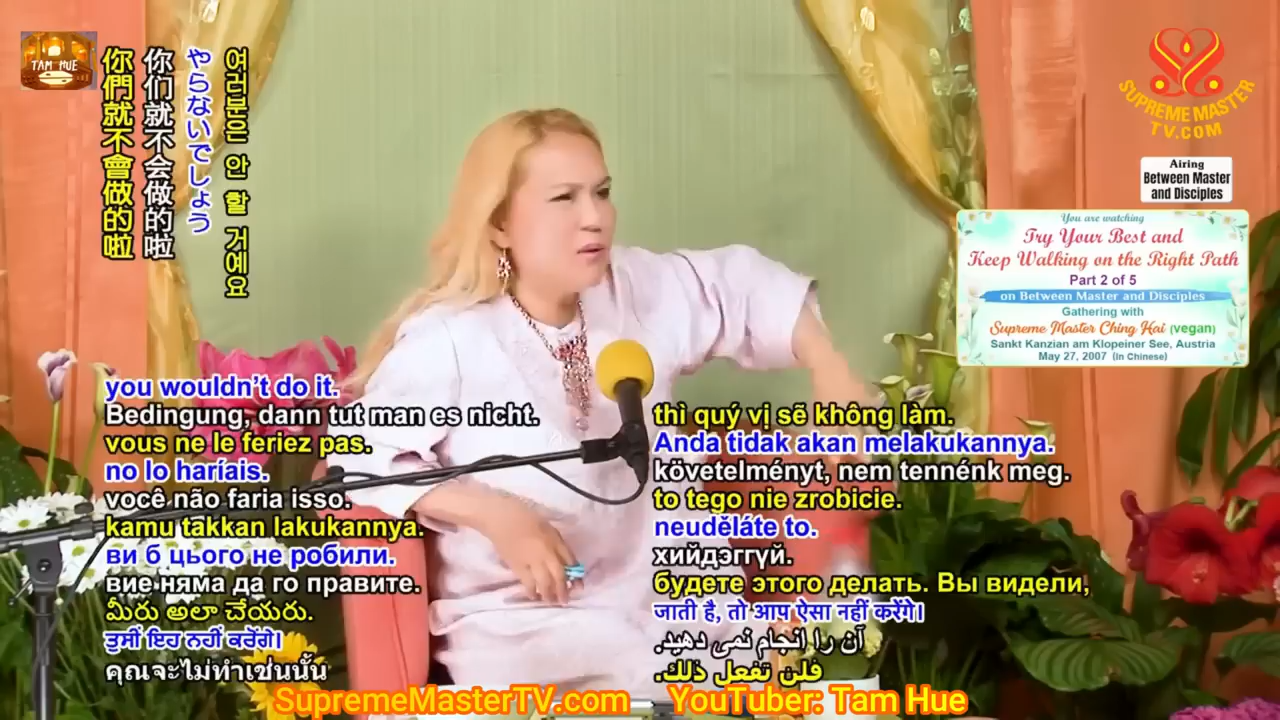 TAM HUE
你們就不會做的啦
你们就不会做的啦
やらないでしょう
여러분은 안 할 거예요
SUPREME MASTER
TV.COM
Airing
Between Master
and Disciples
You are watching
Try Your Best and
Keep Walking on the Right Path
Part 2 of 5
on Between Master and Disciples
Gathering with
Supreme Master Ching Hai (vegan)
Sankt Kanzian am Klopeiner See, Austria
May 27, 2007 (In Chinese)
you wouldn't do it.
Bedingung, dann tut man es nicht.
vous ne le feriez pas.
no lo haríais.
você não faria isso.
kamu takkan lakukannya.
ви б цього не робили.
вие няма да го правите.
మీరు అలా చేయరు.
ਤੁਸੀਂ ਇਹ ਨਹੀਂ ਕਰੋਂਗੇ।
คุณจะไม่ทำเช่นนั้น
thì quý vị sẽ không làm.
Anda tidak akan melakukannya.
követelményt, nem tennénk meg.
to tego nie zrobicie.
neuděláte to.
хийдэггүй.
будете этого делать. Вы видели,
जाती है, तो आप ऐसा नहीं करेंगे।
آن را انجام نمی دهید.
فلن تفعل ذلك.
SupremeMasterTV.com YouTuber: Tam Hue